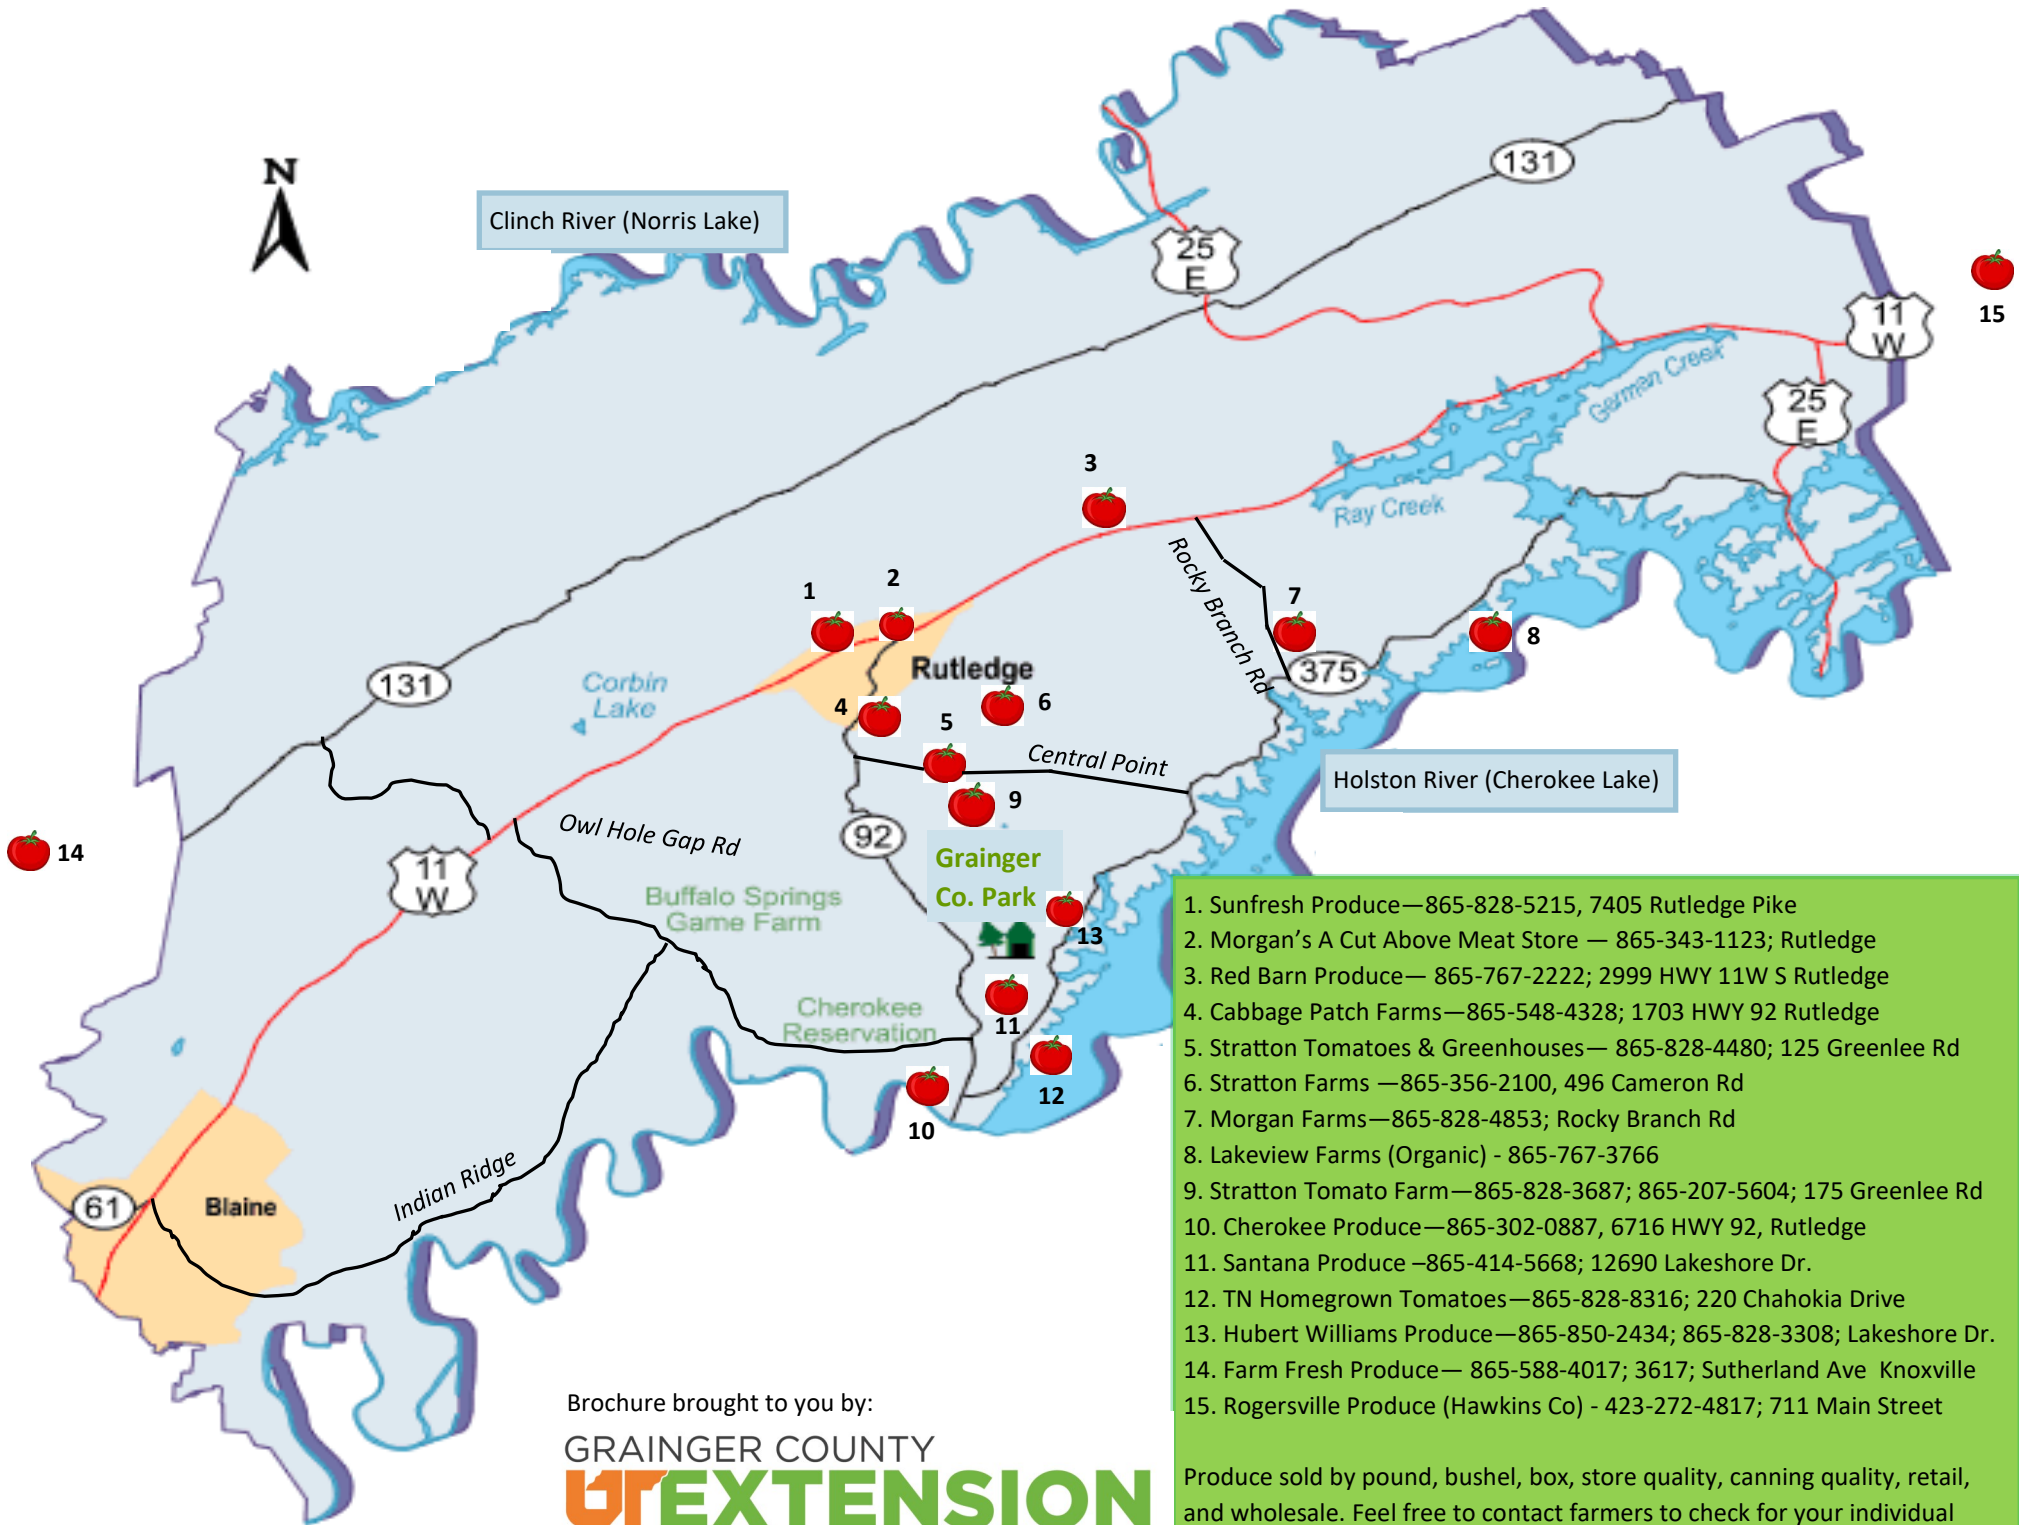 N
Clinch River (Norris Lake)
131
25
E
15
11
W
German Creek
25
E
3
Ray Creek
Rocky Branch Rd
1
2
7
8
Rutledge
375
131
Corbin
Lake
4
5
6
Central Point
Holston River (Cherokee Lake)
9
14
Owl Hole Gap Rd
92
11
W
Grainger
Co. Park
Buffalo Springs
Game Farm
13
Cherokee
Reservation
11
12
10
Indian Ridge
61
Blaine
1. Sunfresh Produce—865-828-5215, 7405 Rutledge Pike
2. Morgan’s A Cut Above Meat Store — 865-343-1123; Rutledge
3. Red Barn Produce— 865-767-2222; 2999 HWY 11W S Rutledge
4. Cabbage Patch Farms—865-548-4328; 1703 HWY 92 Rutledge
5. Stratton Tomatoes & Greenhouses— 865-828-4480; 125 Greenlee Rd
6. Stratton Farms —865-356-2100, 496 Cameron Rd
7. Morgan Farms—865-828-4853; Rocky Branch Rd
8. Lakeview Farms (Organic) - 865-767-3766
9. Stratton Tomato Farm—865-828-3687; 865-207-5604; 175 Greenlee Rd
10. Cherokee Produce—865-302-0887, 6716 HWY 92, Rutledge
11. Santana Produce –865-414-5668; 12690 Lakeshore Dr.
12. TN Homegrown Tomatoes—865-828-8316; 220 Chahokia Drive
13. Hubert Williams Produce—865-850-2434; 865-828-3308; Lakeshore Dr.
14. Farm Fresh Produce— 865-588-4017; 3617; Sutherland Ave Knoxville
15. Rogersville Produce (Hawkins Co) - 423-272-4817; 711 Main Street
Produce sold by pound, bushel, box, store quality, canning quality, retail,
and wholesale. Feel free to contact farmers to check for your individual
Brochure brought to you by:
GRAINGER COUNTY
UT EXTENSION